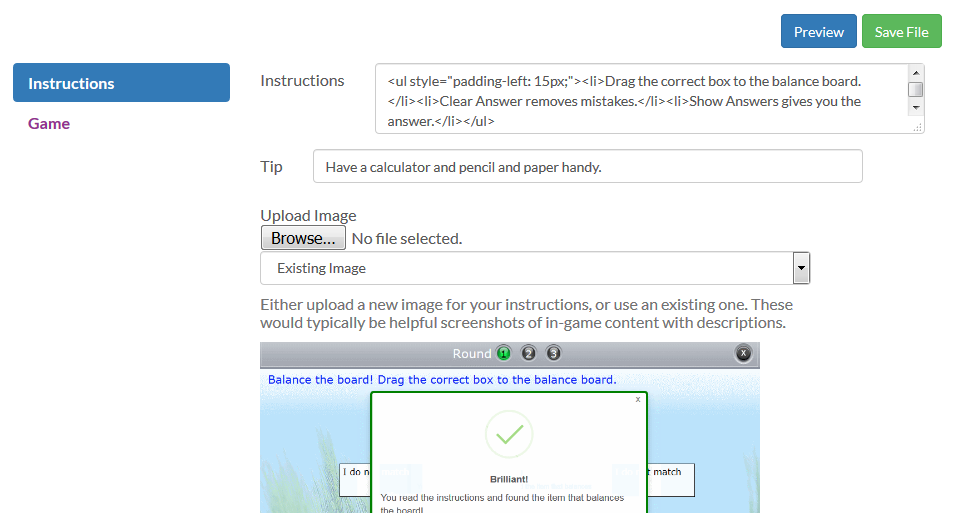 Preview Save File
Instructions
Game
Instructions
<ul style="padding-left: 15px;"><li>Drag the correct box to the balance board.
</li><li>Clear Answer removes mistakes.</li><li>Show Answers gives you the
answer.</li></ul>
Tip
Have a calculator and pencil and paper handy.
Upload Image
Browse... No file selected.
Existing Image
Either upload a new image for your instructions, or use an existing one. These
would typically be helpful screenshots of in-game content with descriptions.
Round 1 2 3 X
Balance the board! Drag the correct box to the balance board.
x
I do t match
Brilliant!
You read the instructions and found the item that balances
the board!